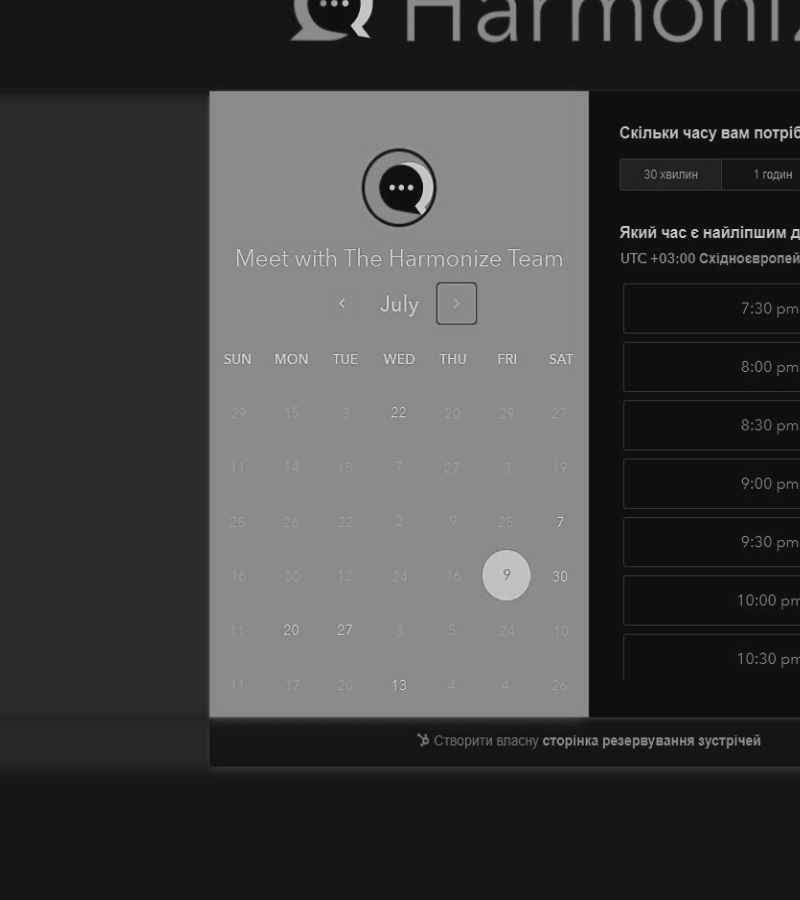 Harmoniz
Meet with The Harmonize Team
July
SUN MON TUE WED THU FRI SAT
29 15 3 22 20 29 27
11 14 18 7 27 3 19
25 26 22 2 9 25 7
16 30 12 24 16 9 30
11 20 27 3 5 24 10
11 17 20 13 4 4 26
Скільки часу вам потріб
30 хвилин 1 годин
Який час є найліпшим д
UTC +03:00 Східноєвропей
7:30 pm
8:00 pm
8:30 pm
9:00 pm
9:30 pm
10:00 pm
10:30 pm
Створити власну сторінка резервування зустрічей